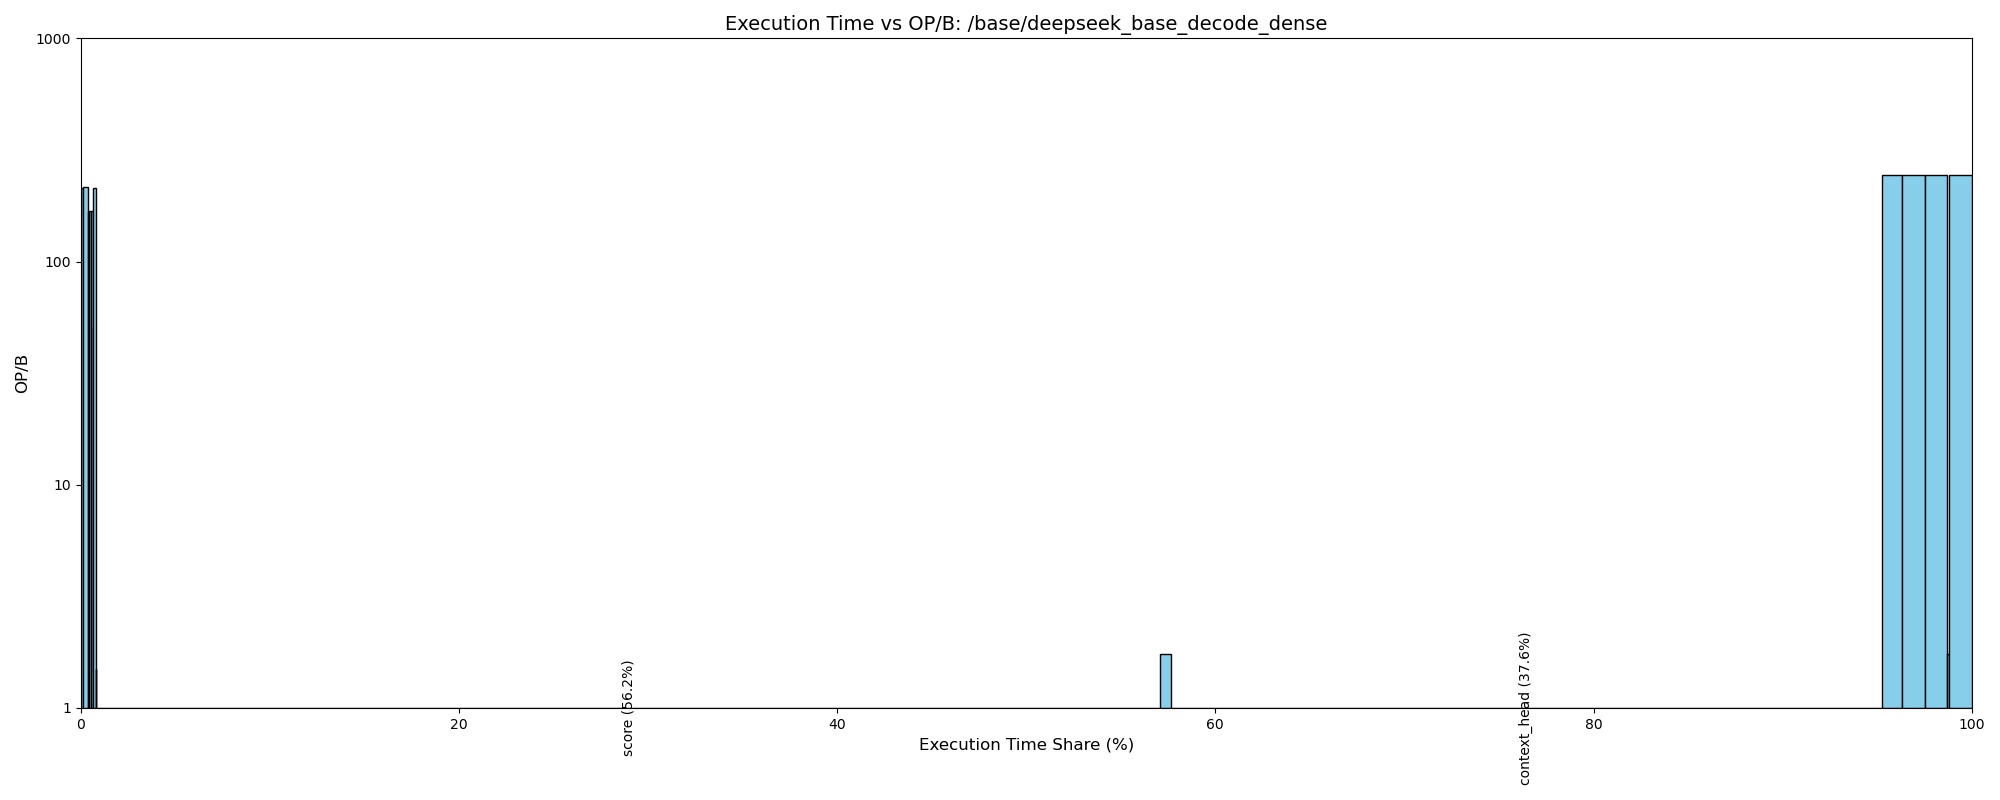 Execution Time vs OP/B: /base/deepseek_base_decode_dense
1000
100
10
1
OP/B
score (56.2%)
context_head (37.6%)
0
20
40
60
80
100
Execution Time Share (%)